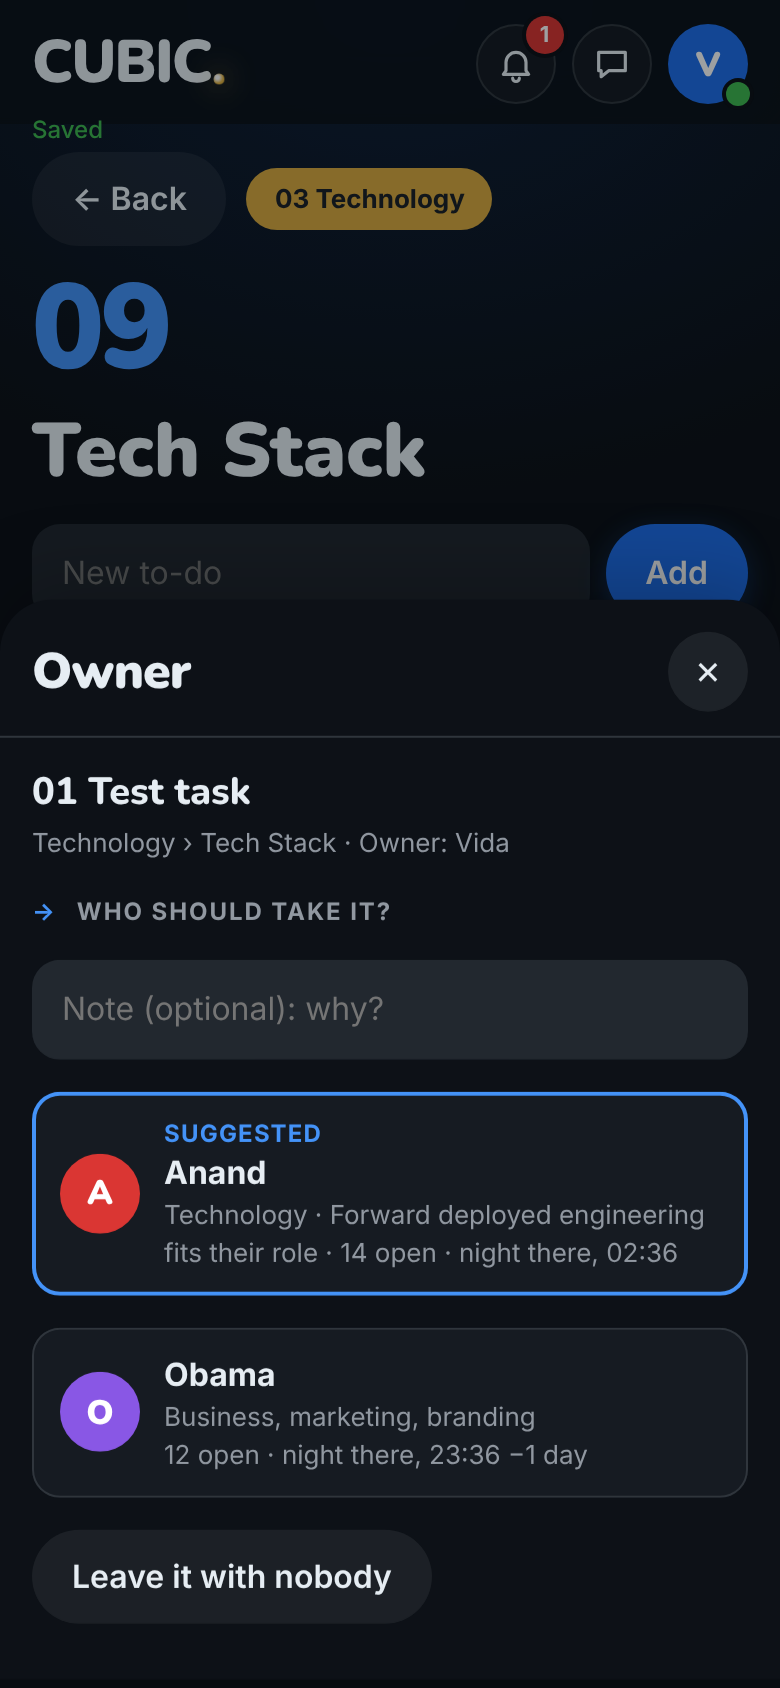 CUBIC.
1
V
Saved
← Back
03 Technology
09
Tech Stack
New to-do
Add
Owner
×
01 Test task
Technology › Tech Stack · Owner: Vida
→ WHO SHOULD TAKE IT?
Note (optional): why?
SUGGESTED
A
Anand
Technology · Forward deployed engineering
fits their role · 14 open · night there, 02:36
O
Obama
Business, marketing, branding
12 open · night there, 23:36 −1 day
Leave it with nobody